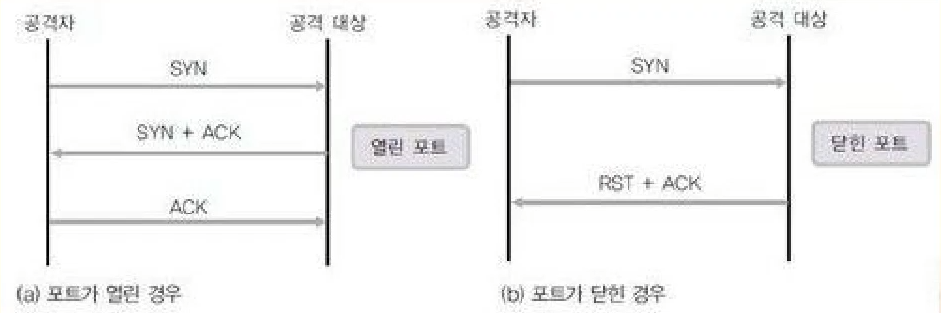 공격자
공격 대상
SYN
SYN + ACK
열린 포트
ACK
(a) 포트가 열린 경우
공격자
공격 대상
SYN
닫힌 포트
RST + ACK
(b) 포트가 닫힌 경우